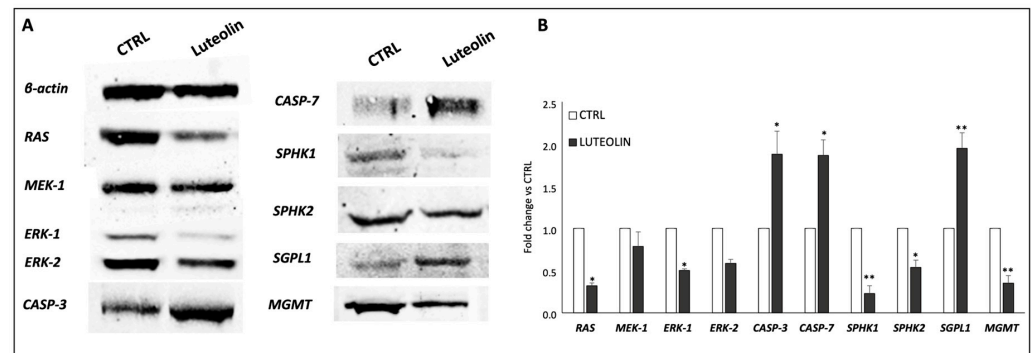 A
CTRL Luteolin
β-actin
RAS
MEK-1
ERK-1
ERK-2
CASP-3
CTRL Luteolin
CASP-7
SPHK1
SPHK2
SGPL1
MGMT
B
Fold change vs CTRL
2.5
2.0
1.5
1.0
0.5
0.0
CTRL
LUTEOLIN
* * * * ** * ** **
RAS MEK-1 ERK-1 ERK-2 CASP-3 CASP-7 SPHK1 SPHK2 SGPL1 MGMT